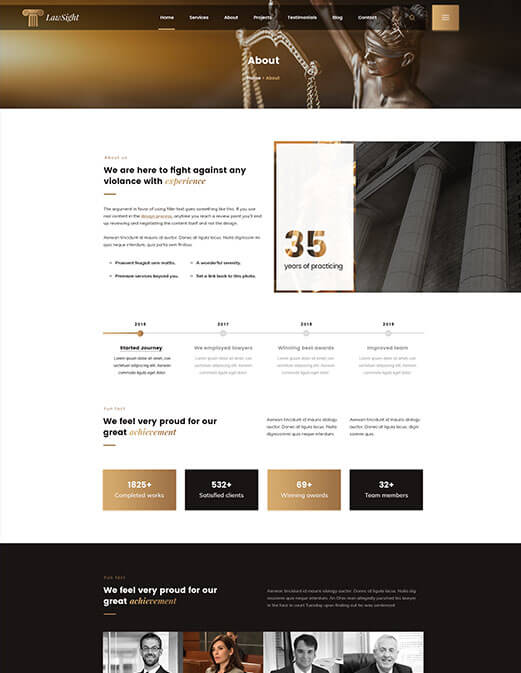 LawSight
Home Services About Projects Testimonials Blog Contact
About
Home > About
About us
We are here to fight against any
violance with experience
The argument in favor of using filler text goes something like this: If you use
real content in the design process, anytime you reach a review point you'll end
up reviewing and negotiating the content itself and not the design.
Aenean tincidunt id mauris id auctor. Donec at ligula lacus. Nulla dignissim mi
quis neque interdum, quis porta sem finibus.
Praesent feugiat sem mattis. A wonderful serenity.
Premium services beyond you. Set a link back to this photo.
35
years of practicing
2016 2017 2018 2019
Started Journey We employed lawyers Winning best awards Improved team
Lorem ipsum dolor sit amet, con Lorem ipsum dolor sit amet, con Lorem ipsum dolor sit amet, con Lorem ipsum dolor sit amet, con
sectetuer adipiscing elit. Aenean sectetuer adipiscing elit. Aenean sectetuer adipiscing elit. Aenean sectetuer adipiscing elit. Aenean
commodo ligula eget dolor. commodo ligula eget dolor. commodo ligula eget dolor. commodo ligula eget dolor.
Fun fact
We feel very proud for our
great achievement
Aenean tincidunt id mauris id
auctor. Donec at ligula lacus. Nulla
dignissim quis neque interdum.
Aenean tincidunt id mauris
auctor. Donec at ligula lacus.
quis.
1825+ 532+ 69+ 32+
Completed works Satisfied clients Winning awards Team members
Fun fact
We feel very proud for our
great achievement
Aenean tincidunt id mauris id auctor. Donec at ligula lacus. Nulla
quis neque interdum. An Ohio man allegedly punched his lawyer
in the face in court Tuesday upon finding out he was sentenced